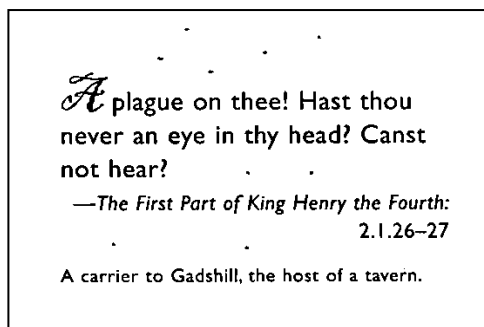 A plague on thee! Hast thou
never an eye in thy head? Canst
not hear?
—The First Part of King Henry the Fourth:
2.1.26–27
A carrier to Gadshill, the host of a tavern.